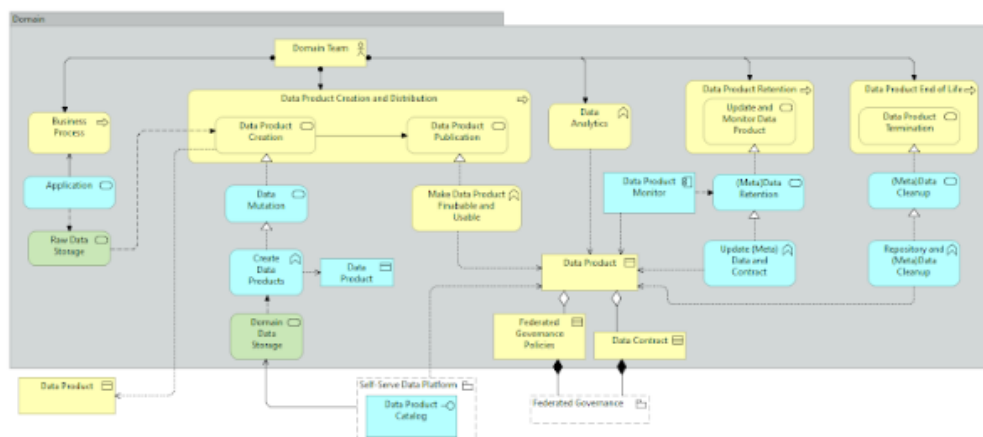 Domain
Domain Team
Data Product Creation and Distribution
Data Product
Creation
Data Product
Publication
Business
Process
Application
Raw Data
Storage
Data
Mutation
Create
Data
Products
Data
Product
Domain
Data
Storage
Make Data Product
Finabable and
Usable
Data
Analytics
Data Product Retention
Update and
Monitor Data
Product
Data Product End of Life
Data Product
Termination
Data Product
Monitor
(Meta)Data
Retention
(Meta)Data
Cleanup
Update (Meta)
Data and
Contract
Repository and
(Meta)Data
Cleanup
Data Product
Federated
Governance
Policies
Data Contract
Data Product
Self-Serve Data Platform
Data Product
Catalog
Federated Governance